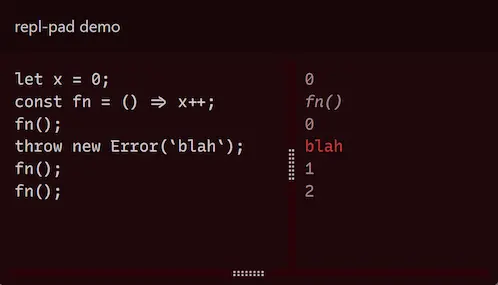 repl-pad demo
let x = 0; 0
const fn = () => x++; fn()
fn(); 0
throw new Error(`blah`); blah
fn(); 1
fn(); 2